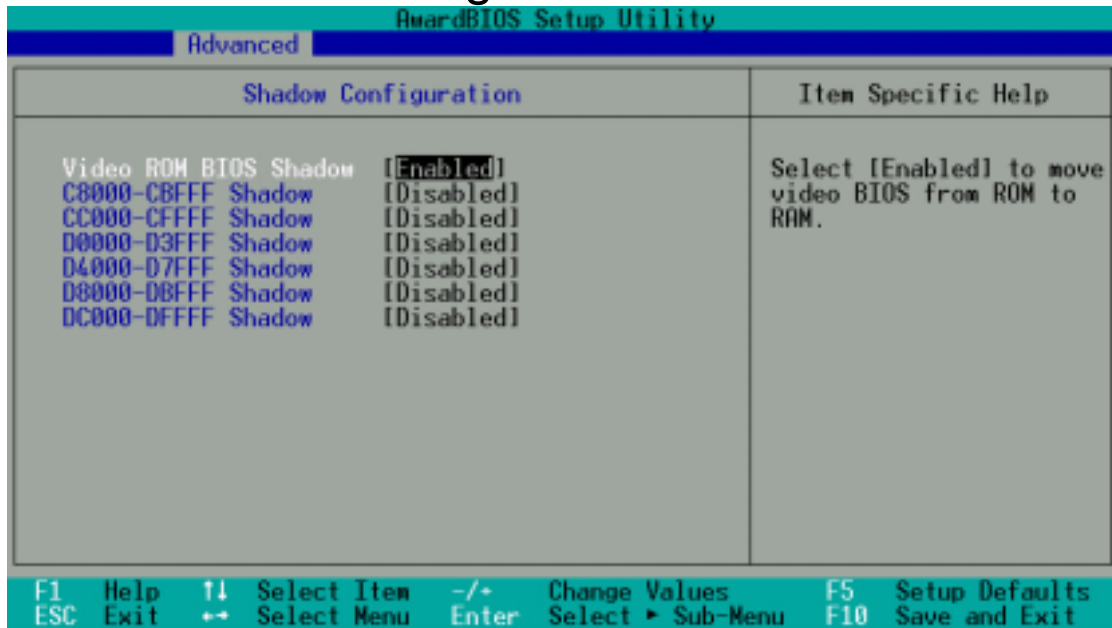 AwardBIOS Setup Utility
Advanced
Shadow Configuration
Item Specific Help
Video ROM BIOS Shadow [Enabled]
C8000-CBFFF Shadow [Disabled]
CC000-CFFFF Shadow [Disabled]
D0000-D3FFF Shadow [Disabled]
D4000-D7FFF Shadow [Disabled]
D8000-DBFFF Shadow [Disabled]
DC000-DFFFF Shadow [Disabled]
Select [Enabled] to move
video BIOS from ROM to
RAM.
F1 Help ↑↓ Select Item -/+ Change Values F5 Setup Defaults
ESC Exit ←→ Select Menu Enter Select ► Sub-Menu F10 Save and Exit